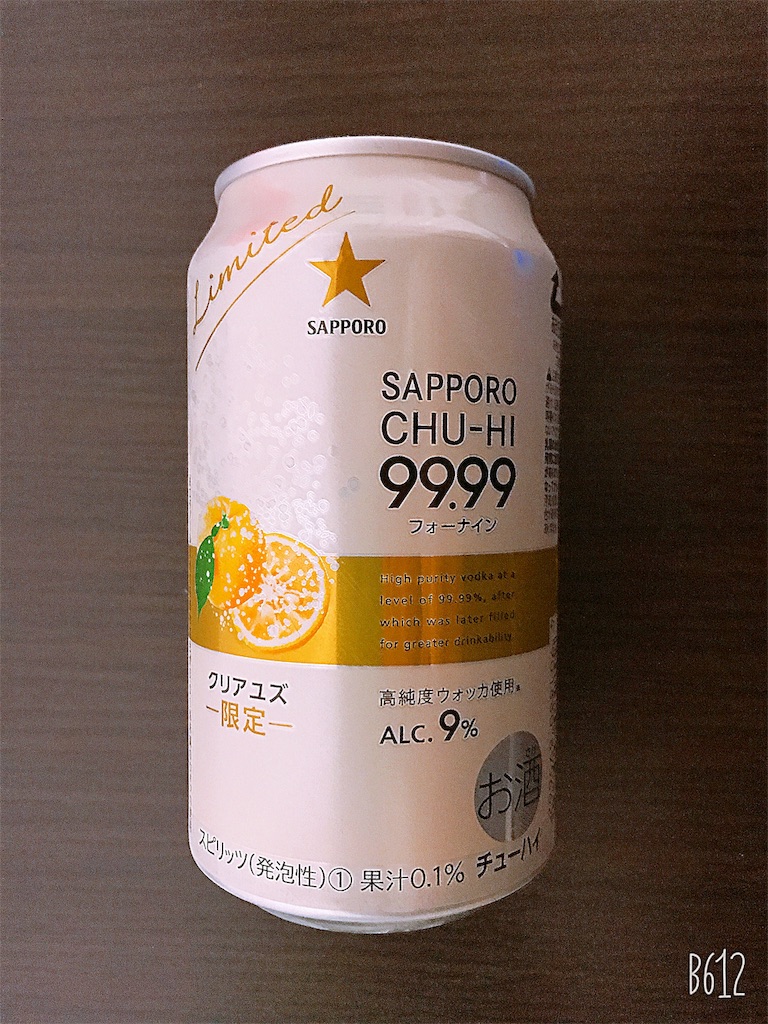 Limited
SAPPORO
SAPPORO
CHU-HI
99.99
フォーナイン
High purity vodka at a
level of 99.99%, after
which was later filled
for greater drinkability.
クリアユズ
ー限定ー
高純度ウォッカ使用
ALC. 9%
お酒
スピリッツ(発泡性)① 果汁0.1% チューハイ
B612